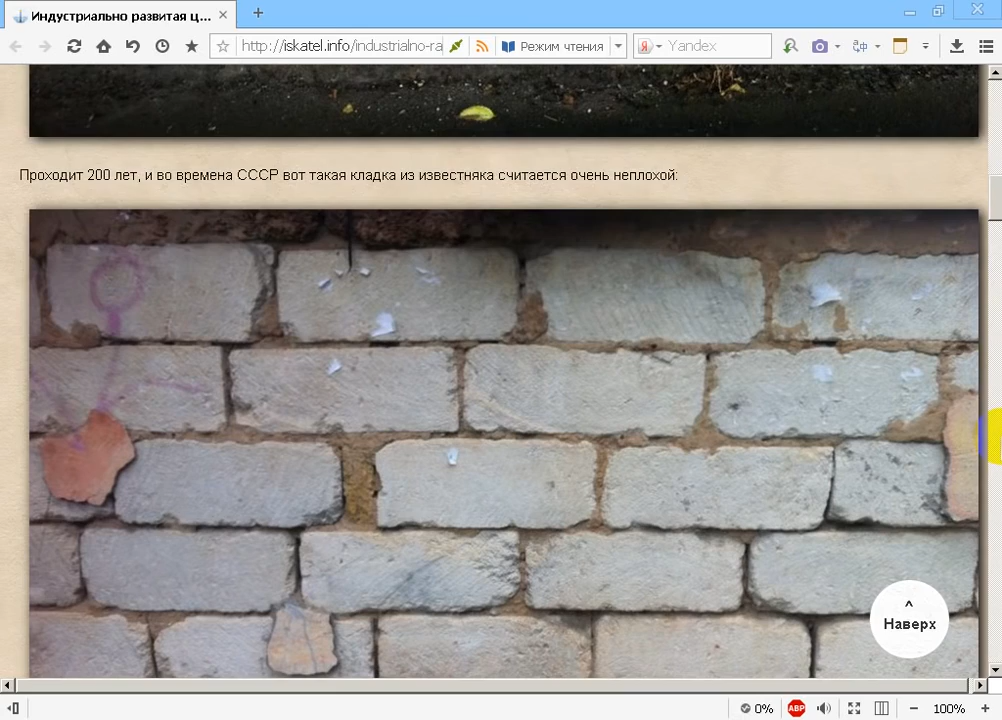 Индустриально развитая ц...
http://iskatel.info/industrialno-ra
Режим чтения
Я
Yandex
аф
Проходит 200 лет, и во времена СССР вот такая кладка из известняка считается очень неплохой:
^
Наверх
0%
ABP
100%